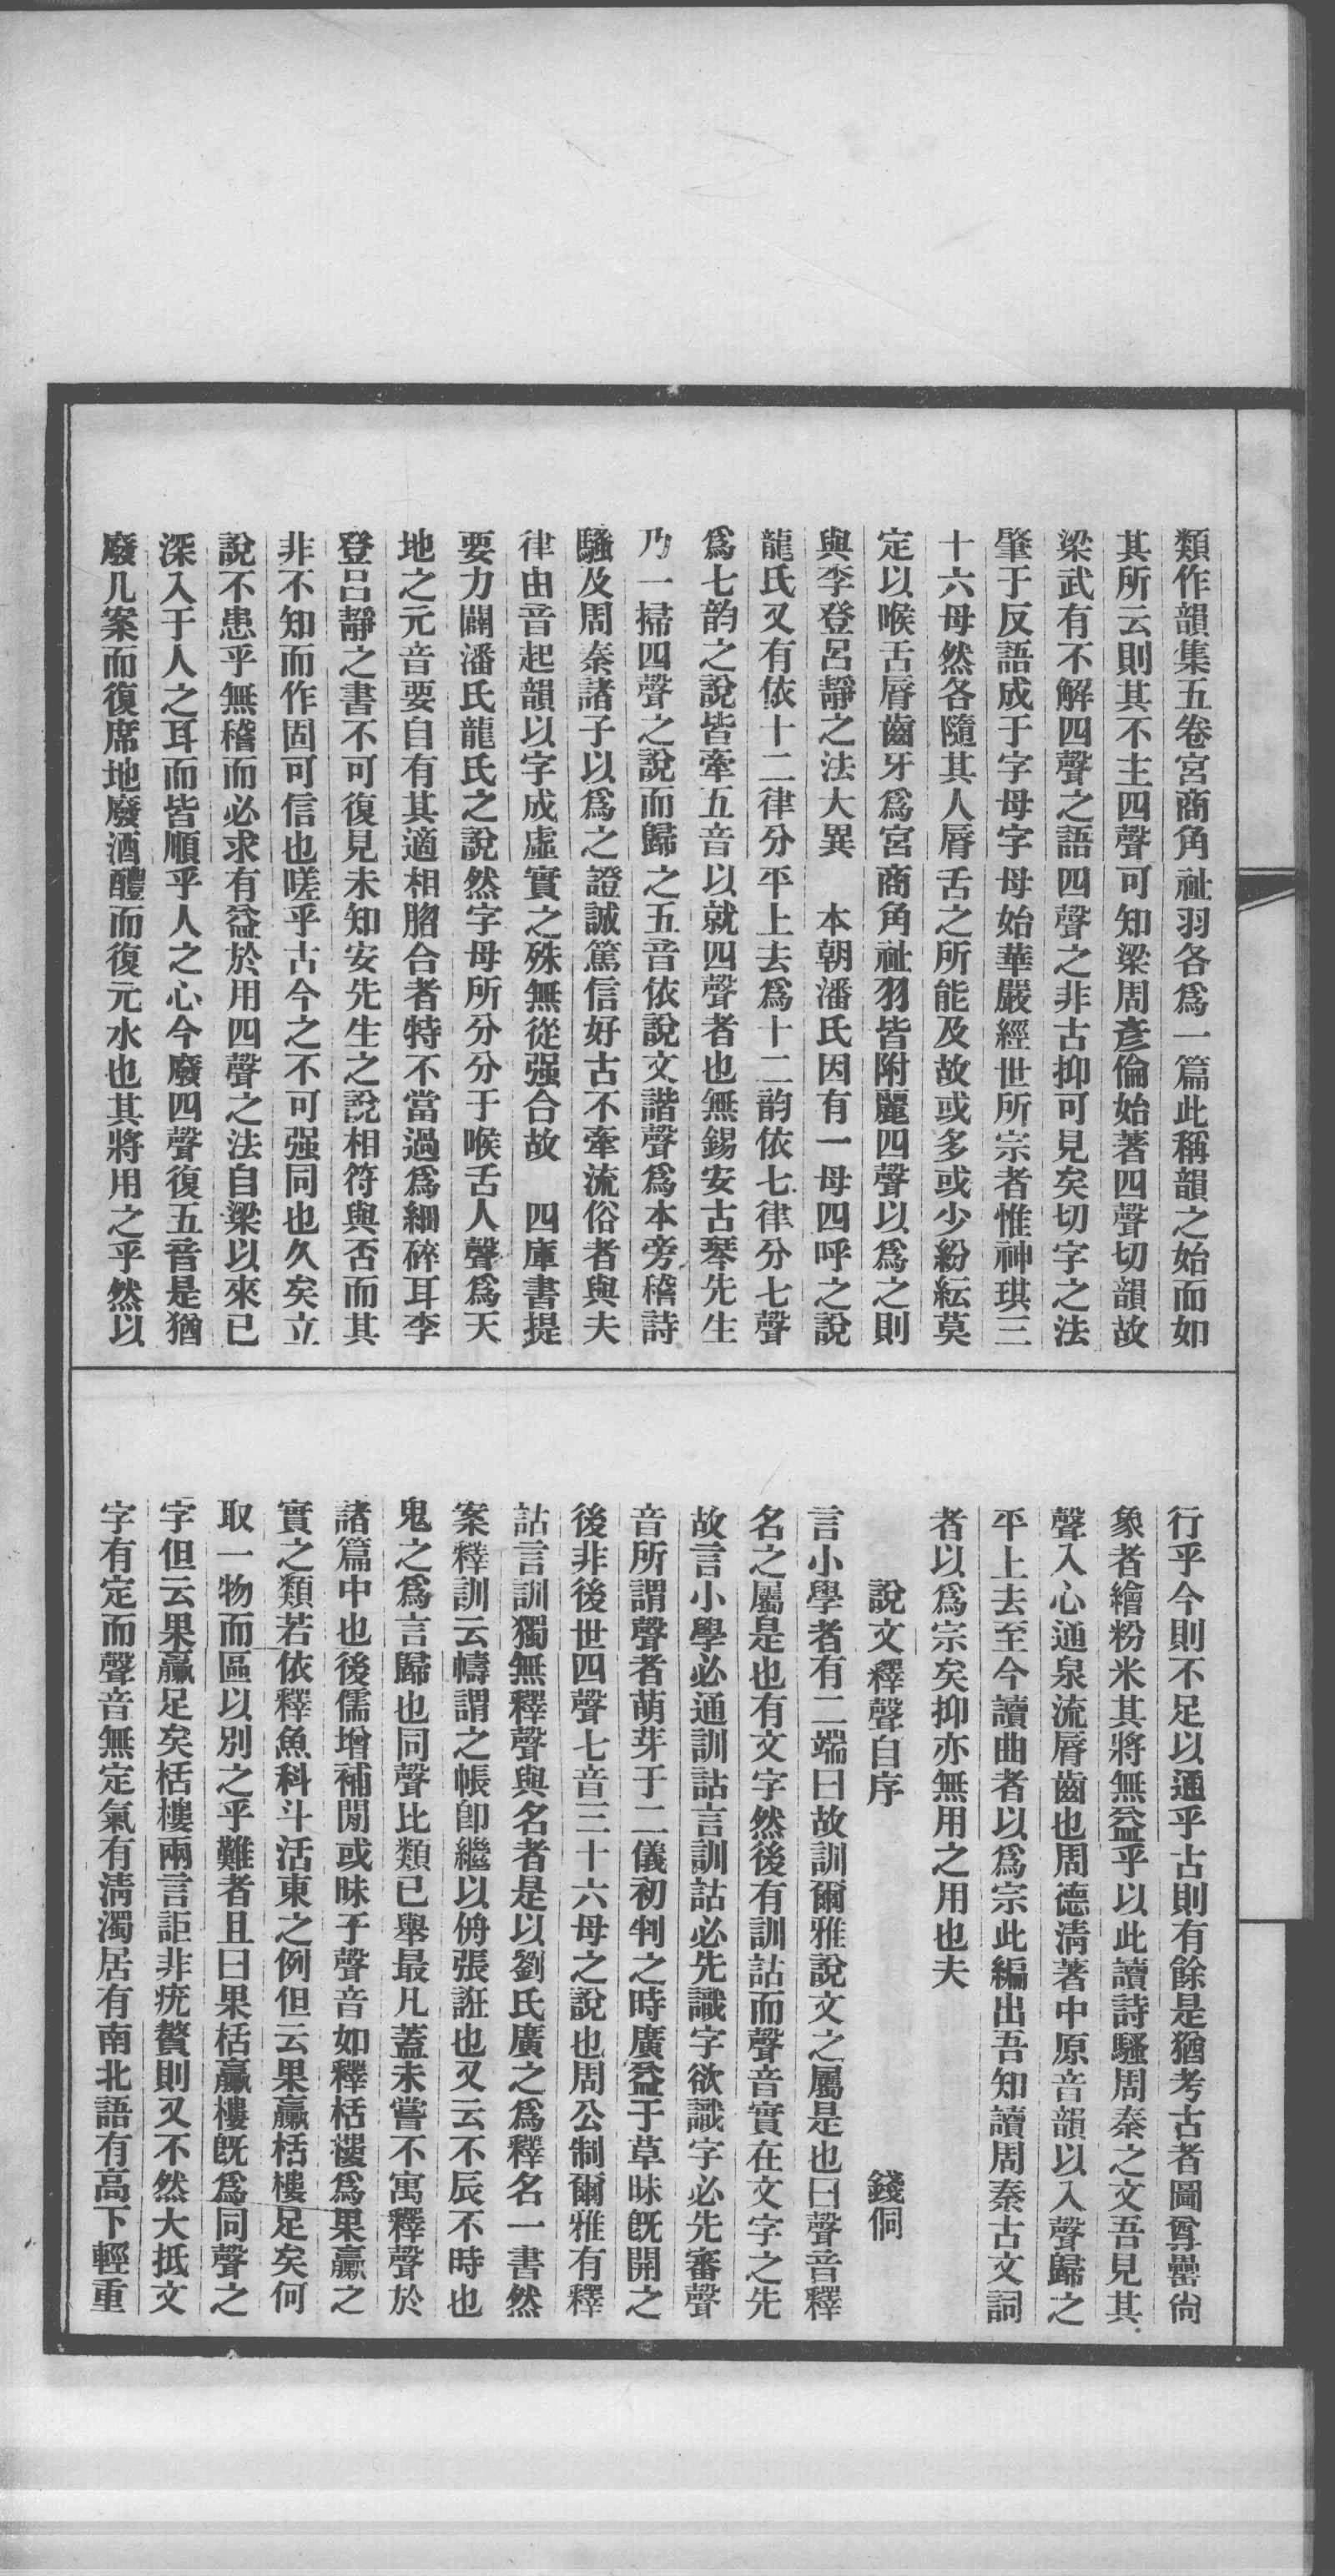 類作韻集五卷宮商角祉羽各爲一篇此稱韻之始而如
其所云則其不主四聲可知梁周彥倫始著四聲切韻故
梁武有不解四聲之語四聲之非古抑可見矣切字之法
肇于反語成于字母字母始華嚴經世所宗者惟神珙三
十六母然各隨其人脣舌之所能及故或多或少紛紜莫
定以喉舌脣齒牙爲宮商角祉羽皆附麗四聲以爲之則
與李登呂靜之法大異　本朝潘氏因有一母四呼之說
龍氏又有依十二律分平上去爲十二韵依七律分七聲
爲七韵之說皆牽五音以就四聲者也無錫安古琴先生
乃一掃四聲之說而歸之五音依說文諧聲爲本旁稽詩
騷及周秦諸子以爲之證誠篤信好古不牽流俗者與夫
律由音起韻以字成虛實之殊無從强合故　四庫書提
要力闢潘氏龍氏之說然字母所分分于喉舌人聲爲天
地之元音要自有其適相脗合者特不當過爲細碎耳李
登呂靜之書不可復見未知安先生之說相符與否而其
非不知而作固可信也嗟乎古今之不可强同也久矣立
說不患乎無稽而必求有益於用四聲之法自梁以來已
深入于人之耳而皆順乎人之心今廢四聲復五音是猶
廢几案而復席地廢酒醴而復元水也其將用之乎然以
行乎今則不足以通乎古則有餘是猶考古者圖尊罍尙
象者繪粉米其將無益乎以此讀詩騷周秦之文吾見其
聲入心通泉流脣齒也周德淸著中原音韻以入聲歸之
平上去至今讀曲者以爲宗此編出吾知讀周秦古文詞
者以爲宗矣抑亦無用之用也夫
說文釋聲自序　錢侗
言小學者有二端曰故訓爾雅說文之屬是也曰聲音釋
名之屬是也有文字然後有訓詁而聲音實在文字之先
故言小學必通訓詁言訓詁必先識字欲識字必先審聲
音所謂聲者萌芽于二儀初判之時廣益于草昧旣開之
後非後世四聲七音三十六母之說也周公制爾雅有釋
詁言訓獨無釋聲與名者是以劉氏廣之爲釋名一書然
案釋訓云幬謂之帳卽繼以侜張誑也又云不辰不時也
鬼之爲言歸也同聲比類已舉最凡蓋未嘗不寓釋聲於
諸篇中也後儒增補閒或昧乎聲音如釋栝樓爲果臝之
實之類若依釋魚科斗活東之例但云果臝栝樓足矣何
取一物而區以別之乎難者且曰果栝臝樓旣爲同聲之
字但云果臝足矣栝樓兩言詎非疣贅則又不然大抵文
字有定而聲音無定氣有淸濁居有南北語有高下輕重